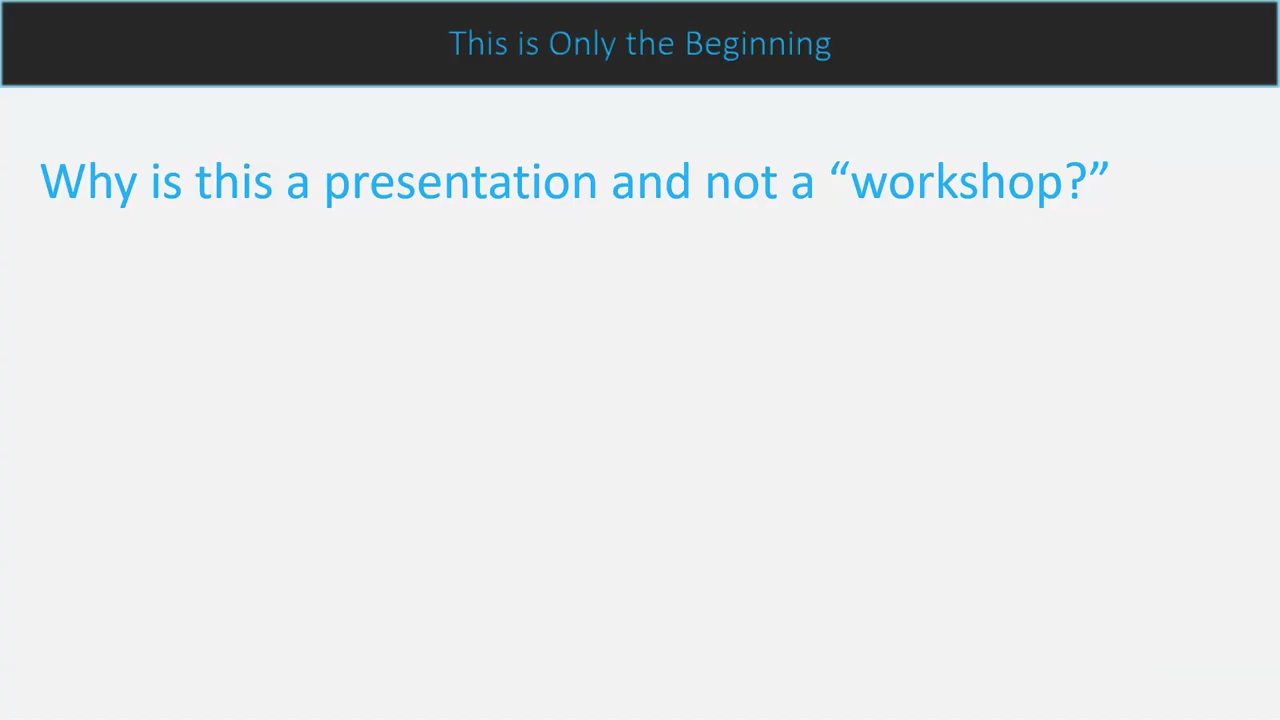 This is Only the Beginning
Why is this a presentation and not a “workshop?”